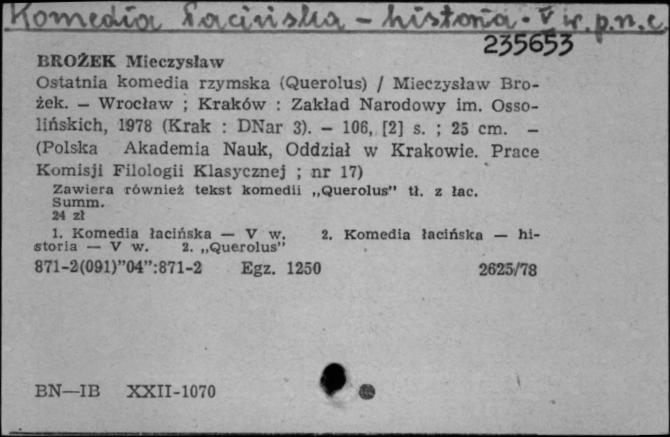 Komedia łacińska - historia - V w. p.n.e.
235653
BROŻEK Mieczysław
Ostatnia komedia rzymska (Querolus) / Mieczysław Bro-
żek. — Wrocław ; Kraków : Zakład Narodowy im. Osso-
lińskich, 1978 (Krak : DNar 3). — 106, [2] s. ; 25 cm. —
(Polska Akademia Nauk, Oddział w Krakowie. Prace
Komisji Filologii Klasycznej ; nr 17)
Zawiera również tekst komedii „Querolus” tł. z łac.
Summ.
24 zł
1. Komedia łacińska — V w. 2. Komedia łacińska — hi-
storia — V w. 2. „Querolus”
871-2(091)”04”:871-2 Egz. 1250 2625/78
BN—IB XXII-1070